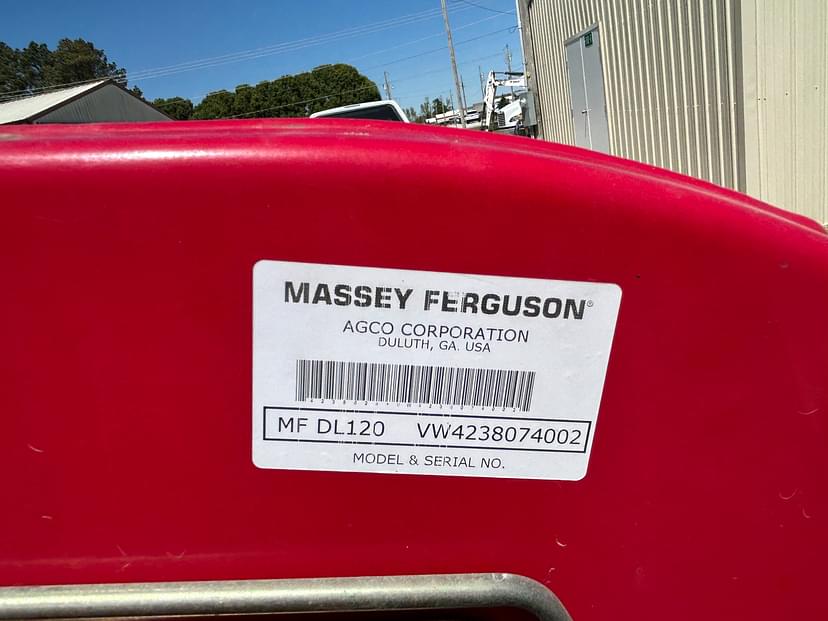 MASSEY FERGUSON®
AGCO CORPORATION
DULUTH, GA. USA
MF DL120 VW4238074002
MODEL & SERIAL NO.